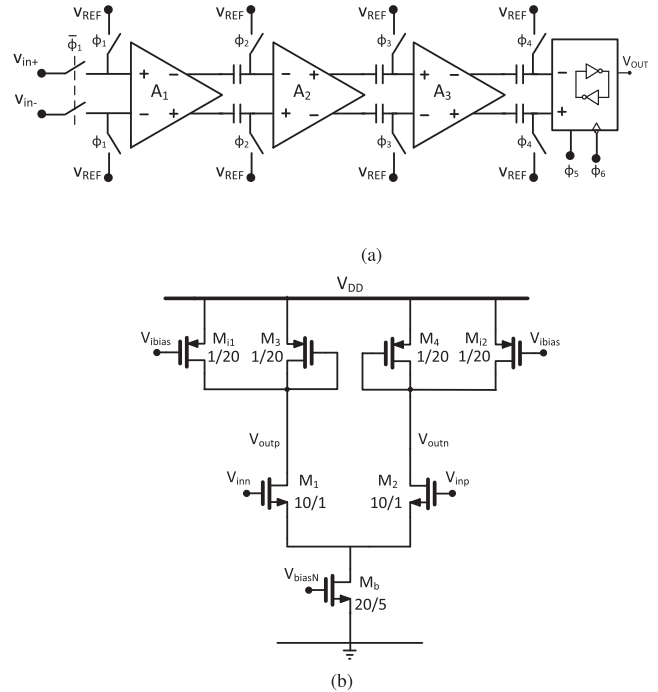 VREF VREF VREF VREF
ϕ̅1 ϕ1 ϕ2 ϕ3 ϕ4
vin+ + − − + − + −
A1 A2 A3 VOUT
vin- − + + − + − +
ϕ1 ϕ2 ϕ3 ϕ4
VREF VREF VREF VREF ϕ5 ϕ6
(a)
VDD
Vibias Mi1 M3 M4 Mi2 Vibias
1/20 1/20 1/20 1/20
Voutp Voutn
Vinn M1 M2 Vinp
10/1 10/1
VbiasN Mb
20/5
(b)